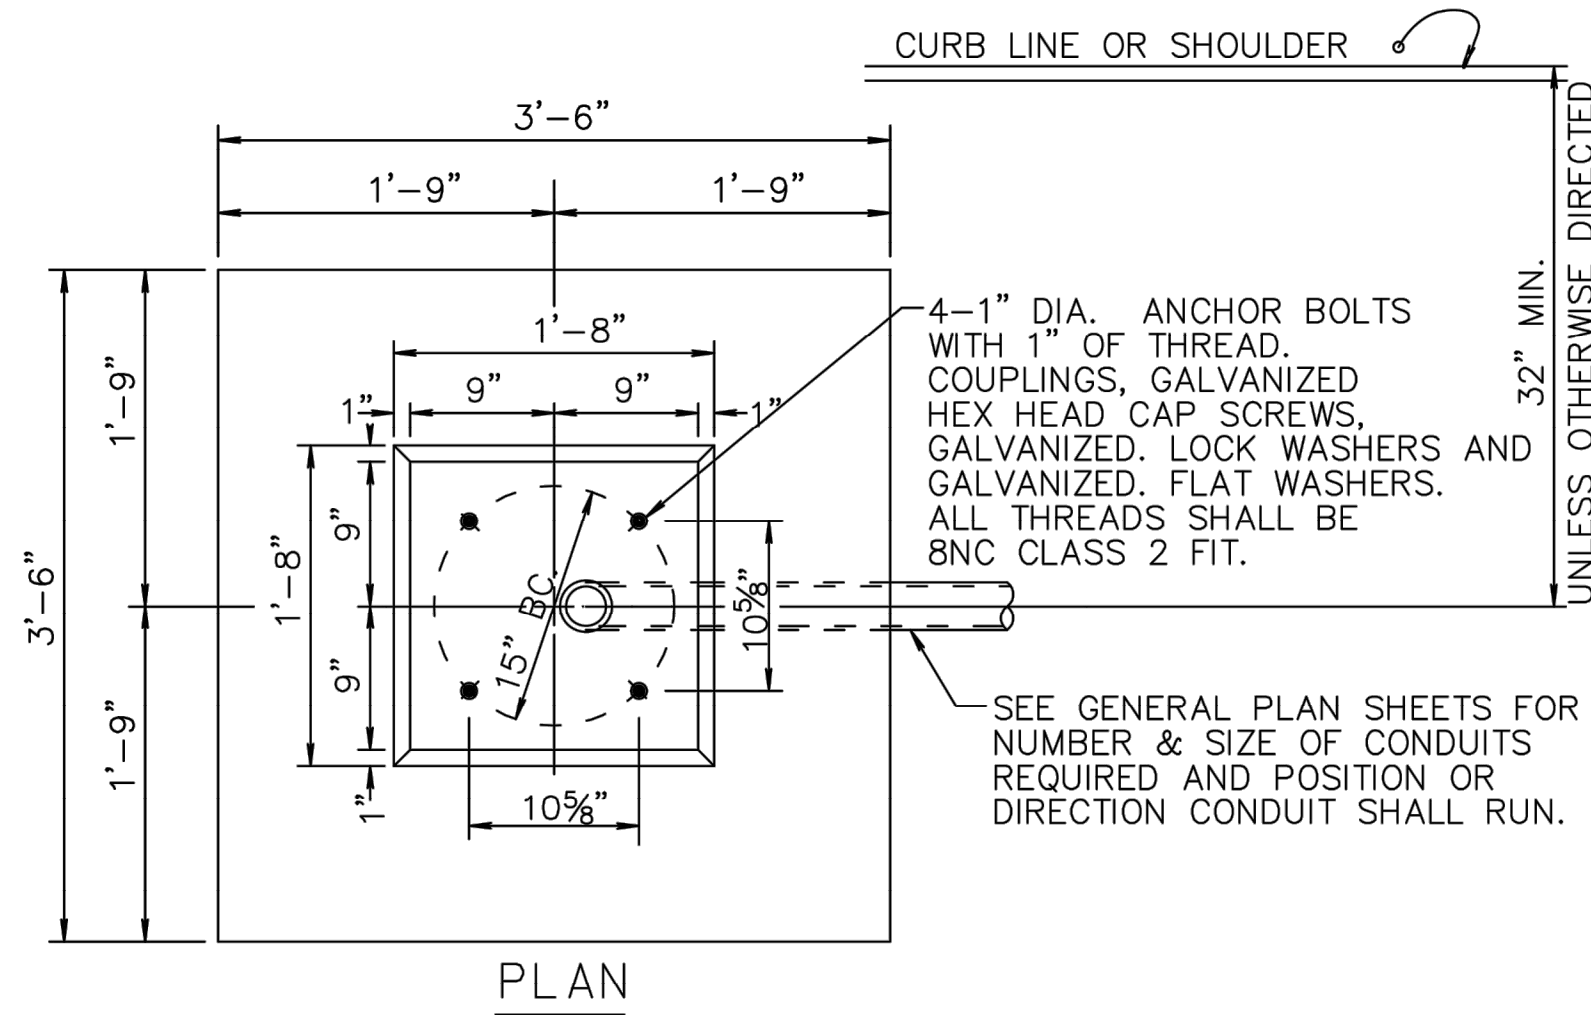 CURB LINE OR SHOULDER
3'-6"
1'-9"
1'-9"
32" MIN.
UNLESS OTHERWISE DIRECTED
4-1" DIA. ANCHOR BOLTS
WITH 1" OF THREAD.
COUPLINGS, GALVANIZED
HEX HEAD CAP SCREWS,
GALVANIZED. LOCK WASHERS AND
GALVANIZED. FLAT WASHERS.
ALL THREADS SHALL BE
8NC CLASS 2 FIT.
1'-8"
9"
9"
1"
1"
3'-6"
1'-9"
1'-9"
1'-8"
9"
9"
1"
15" BC.
10⅝"
10⅝"
SEE GENERAL PLAN SHEETS FOR
NUMBER & SIZE OF CONDUITS
REQUIRED AND POSITION OR
DIRECTION CONDUIT SHALL RUN.
PLAN